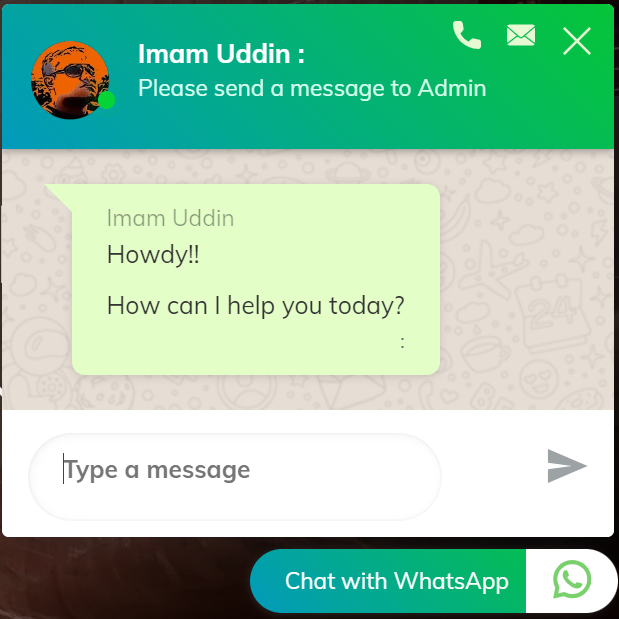 Imam Uddin :
Please send a message to Admin
Imam Uddin
Howdy!!
How can I help you today?
:
24
Type a message
Chat with WhatsApp